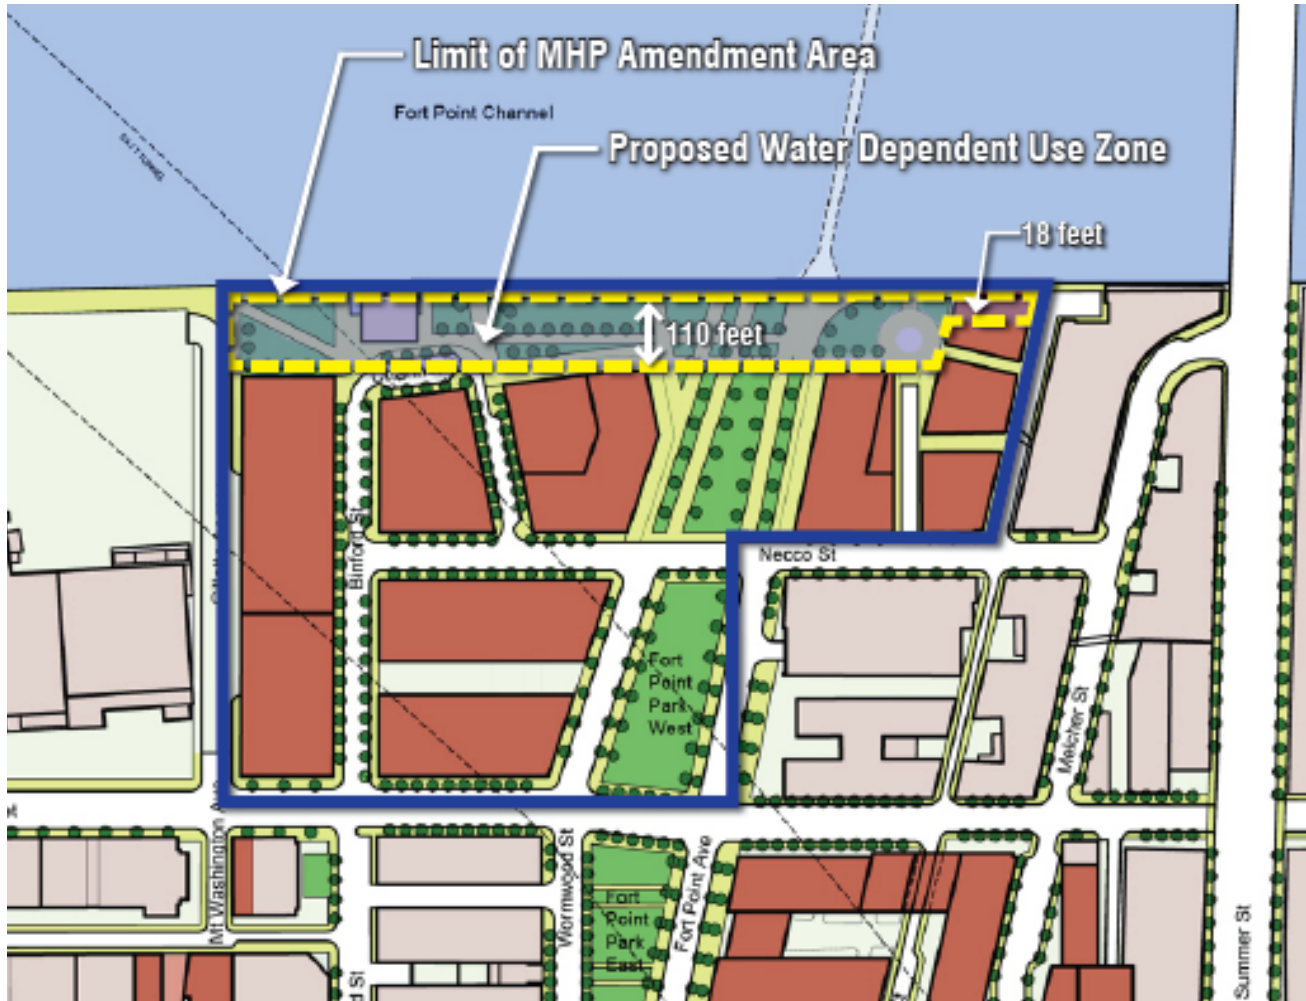 Limit of MHP Amendment Area
Fort Point Channel
Proposed Water Dependent Use Zone
18 feet
110 feet
Binford St
Necco St
Fort
Point
Park
West
Melcher St
Mt Washington Ave
Wormwood St
Fort Point Ave
Fort
Point
Park
East
Summer St
d St